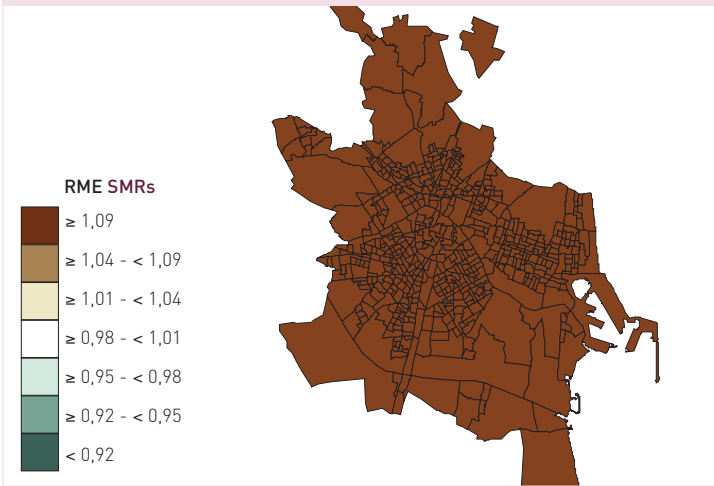 RME SMRs
≥ 1,09
≥ 1,04 - < 1,09
≥ 1,01 - < 1,04
≥ 0,98 - < 1,01
≥ 0,95 - < 0,98
≥ 0,92 - < 0,95
< 0,92